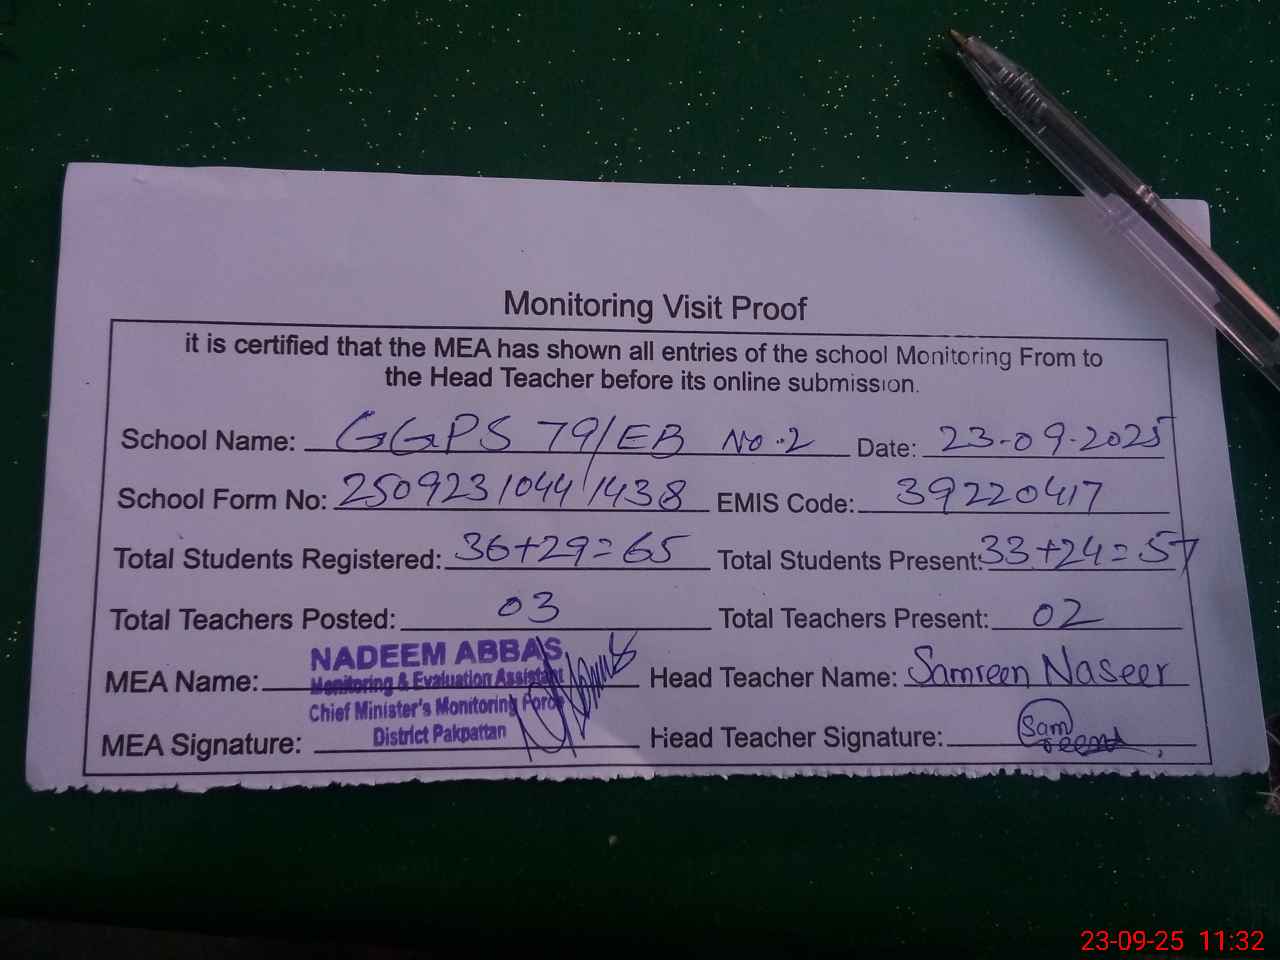 Monitoring Visit Proof
it is certified that the MEA has shown all entries of the school Monitoring From to
the Head Teacher before its online submission.
School Name: GGPS 79/EB No.2 Date: 23-09-2025
School Form No: 25092310441438 EMIS Code: 39220417
Total Students Registered: 36+29=65 Total Students Present: 33+24=57
Total Teachers Posted: 03 Total Teachers Present: 02
NADEEM ABBAS
MEA Name: Monitoring & Evaluation Assistant Head Teacher Name: Samreen Naseer
Chief Minister's Monitoring Force
MEA Signature: District Pakpattan Head Teacher Signature: Samreen
23-09-25 11:32